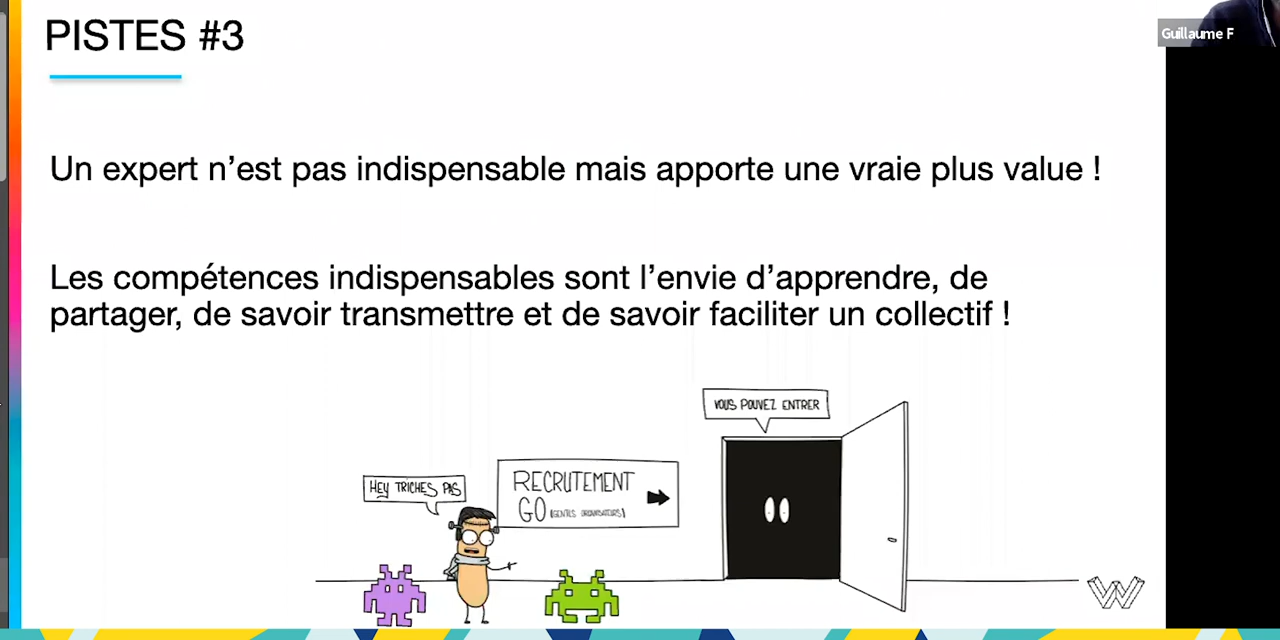 PISTES #3
Guillaume F
Un expert n’est pas indispensable mais apporte une vraie plus value !
Les compétences indispensables sont l’envie d’apprendre, de
partager, de savoir transmettre et de savoir faciliter un collectif !
VOUS POUVEZ ENTRER
HEY TRICHES PAS
RECRUTEMENT
GO (GENTILS ORGANISATEURS)
W